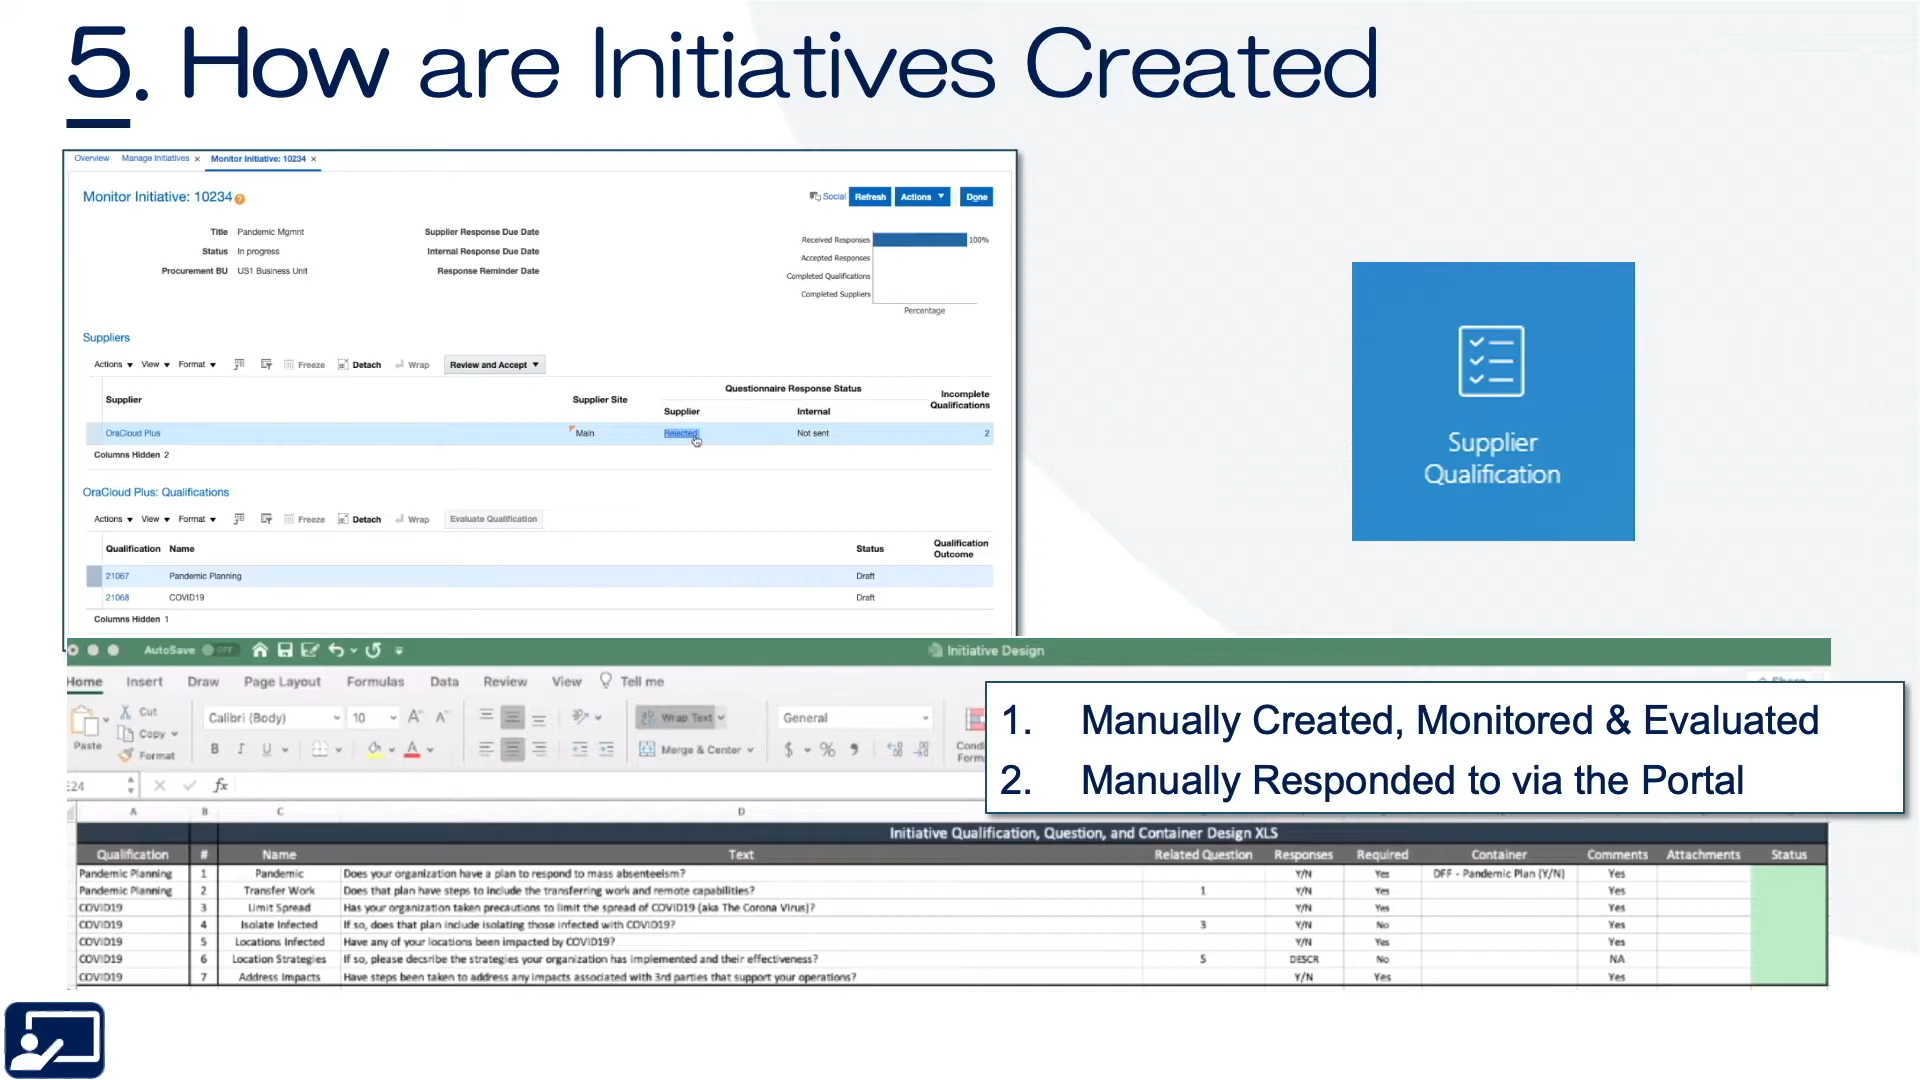 5. How are Initiatives Created
Overview Manage Initiatives × Monitor Initiative: 10234 ×
Monitor Initiative: 10234 ?
Social Refresh Actions Done
Title Pandemic Mgmnt
Status In progress
Procurement BU US1 Business Unit
Supplier Response Due Date
Internal Response Due Date
Response Reminder Date
Received Responses 100%
Accepted Responses
Completed Qualifications
Completed Suppliers
Percentage
Suppliers
Actions View Format Freeze Detach Wrap Review and Accept
Supplier Supplier Site Questionnaire Response Status Incomplete Qualifications
Supplier Internal
OraCloud Plus Main Rejected Not sent 2
Columns Hidden 2
OraCloud Plus: Qualifications
Actions View Format Freeze Detach Wrap Evaluate Qualification
Qualification Name Status Qualification Outcome
21067 Pandemic Planning Draft
21068 COVID19 Draft
Columns Hidden 1
Supplier
Qualification
AutoSave OFF Initiative Design
Home Insert Draw Page Layout Formulas Data Review View Tell me Share
Paste Cut Copy Format
Calibri (Body) 10 A A
B I U A
Wrap Text
Merge & Center
General
$ %
1. Manually Created, Monitored & Evaluated
2. Manually Responded to via the Portal
fx
A B C D
Initiative Qualification, Question, and Container Design XLS
Qualification # Name Text Related Question Responses Required Container Comments Attachments Status
Pandemic Planning 1 Pandemic Does your organization have a plan to respond to mass absenteeism? Y/N Yes DFF - Pandemic Plan (Y/N) Yes
Pandemic Planning 2 Transfer Work Does that plan have steps to include the transferring work and remote capabilities? 1 Y/N Yes Yes
COVID19 3 Limit Spread Has your organization taken precautions to limit the spread of COVID19 (aka The Corona Virus)? Y/N Yes Yes
COVID19 4 Isolate Infected If so, does that plan include isolating those infected with COVID19? 3 Y/N No Yes
COVID19 5 Locations Infected Have any of your locations been impacted by COVID19? Y/N Yes Yes
COVID19 6 Location Strategies If so, please decsribe the strategies your organization has implemented and their effectiveness? 5 DESCR No NA
COVID19 7 Address Impacts Have steps been taken to address any impacts associated with 3rd parties that support your operations? Y/N Yes Yes